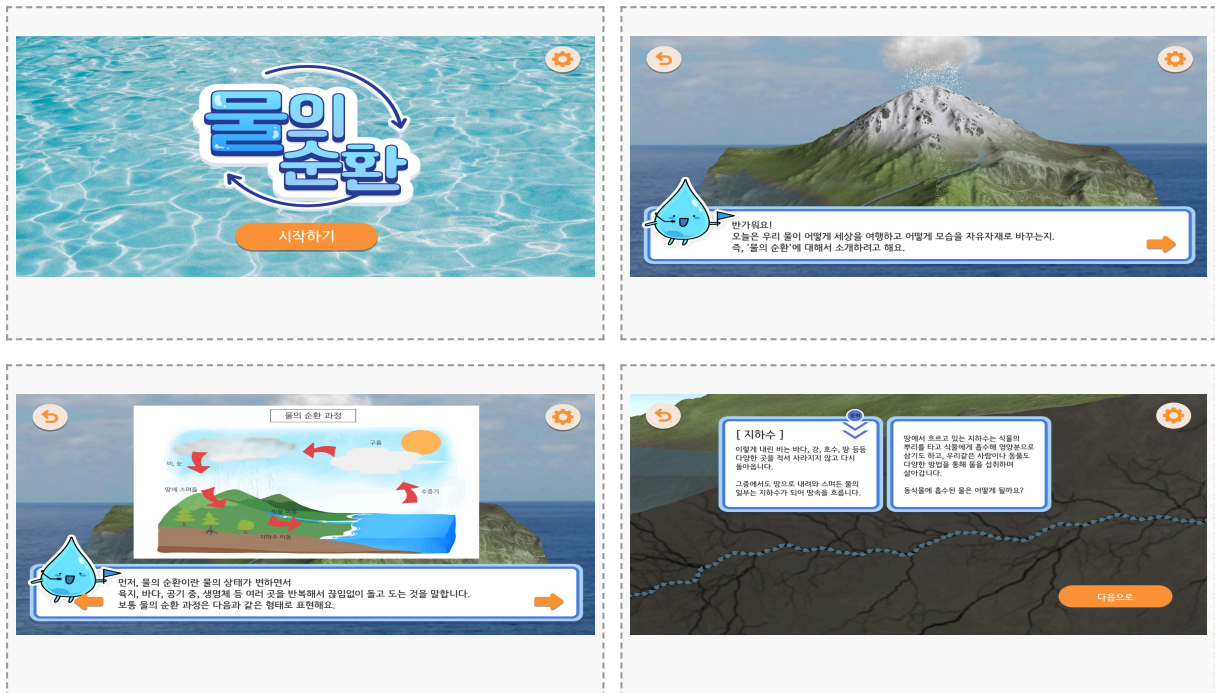 물의
순환
시작하기
반가워요!
오늘은 우리 물이 어떻게 세상을 여행하고 어떻게 모습을 자유자재로 바꾸는지.
즉, '물의 순환'에 대해서 소개하려고 해요.
물의 순환 과정
구름
비, 눈
땅에 스며듦
수증기
지하수 이동
먼저, 물의 순환이란 물의 상태가 변하면서
육지, 바다, 공기 중, 생명체 등 여러 곳을 반복해서 끊임없이 돌고 도는 것을 말합니다.
보통 물의 순환 과정은 다음과 같은 형태로 표현해요.
[ 지하수 ]
이렇게 내린 비는 바다, 강, 호수, 땅 등등
다양한 곳을 적셔 사라지지 않고 다시
돌아옵니다.
그중에서도 땅으로 내려와 스며든 물의
일부는 지하수가 되어 땅속을 흐릅니다.
땅에서 흐르고 있는 지하수는 식물의
뿌리를 타고 식물에게 흡수해 영양분으로
삼기도 하고, 우리같은 사람이나 동물도
다양한 방법을 통해 물을 섭취하며
살아갑니다.
동식물에 흡수된 물은 어떻게 될까요?
다음으로